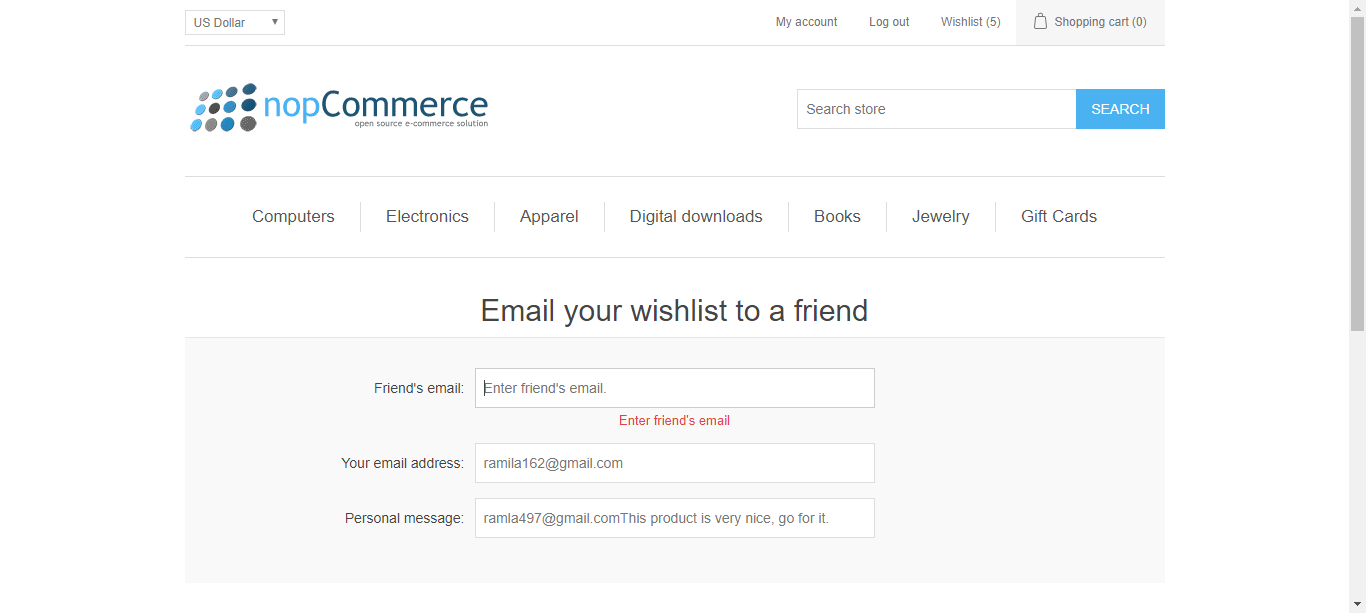 US Dollar
My account Log out Wishlist (5) Shopping cart (0)
nopCommerce
open source e-commerce solution
Search store SEARCH
Computers Electronics Apparel Digital downloads Books Jewelry Gift Cards
Email your wishlist to a friend
Friend's email: Enter friend's email.
Enter friend's email
Your email address: ramila162@gmail.com
Personal message: ramla497@gmail.comThis product is very nice, go for it.